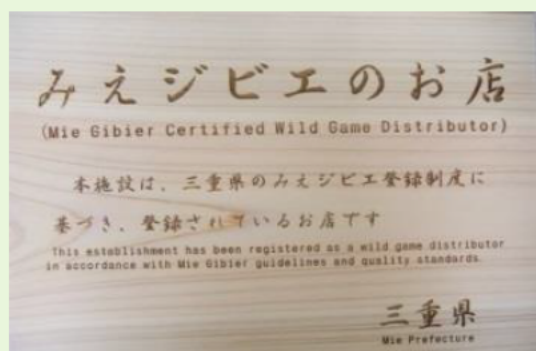 みえジビエのお店
(Mie Gibier Certified Wild Game Distributor)
本施設は、三重県のみえジビエ登録制度に
基づき、登録されているお店です
This establishment has been registered as a wild game distributor
in accordance with Mie Gibier guidelines and quality standards
三重県
Mie Prefecture